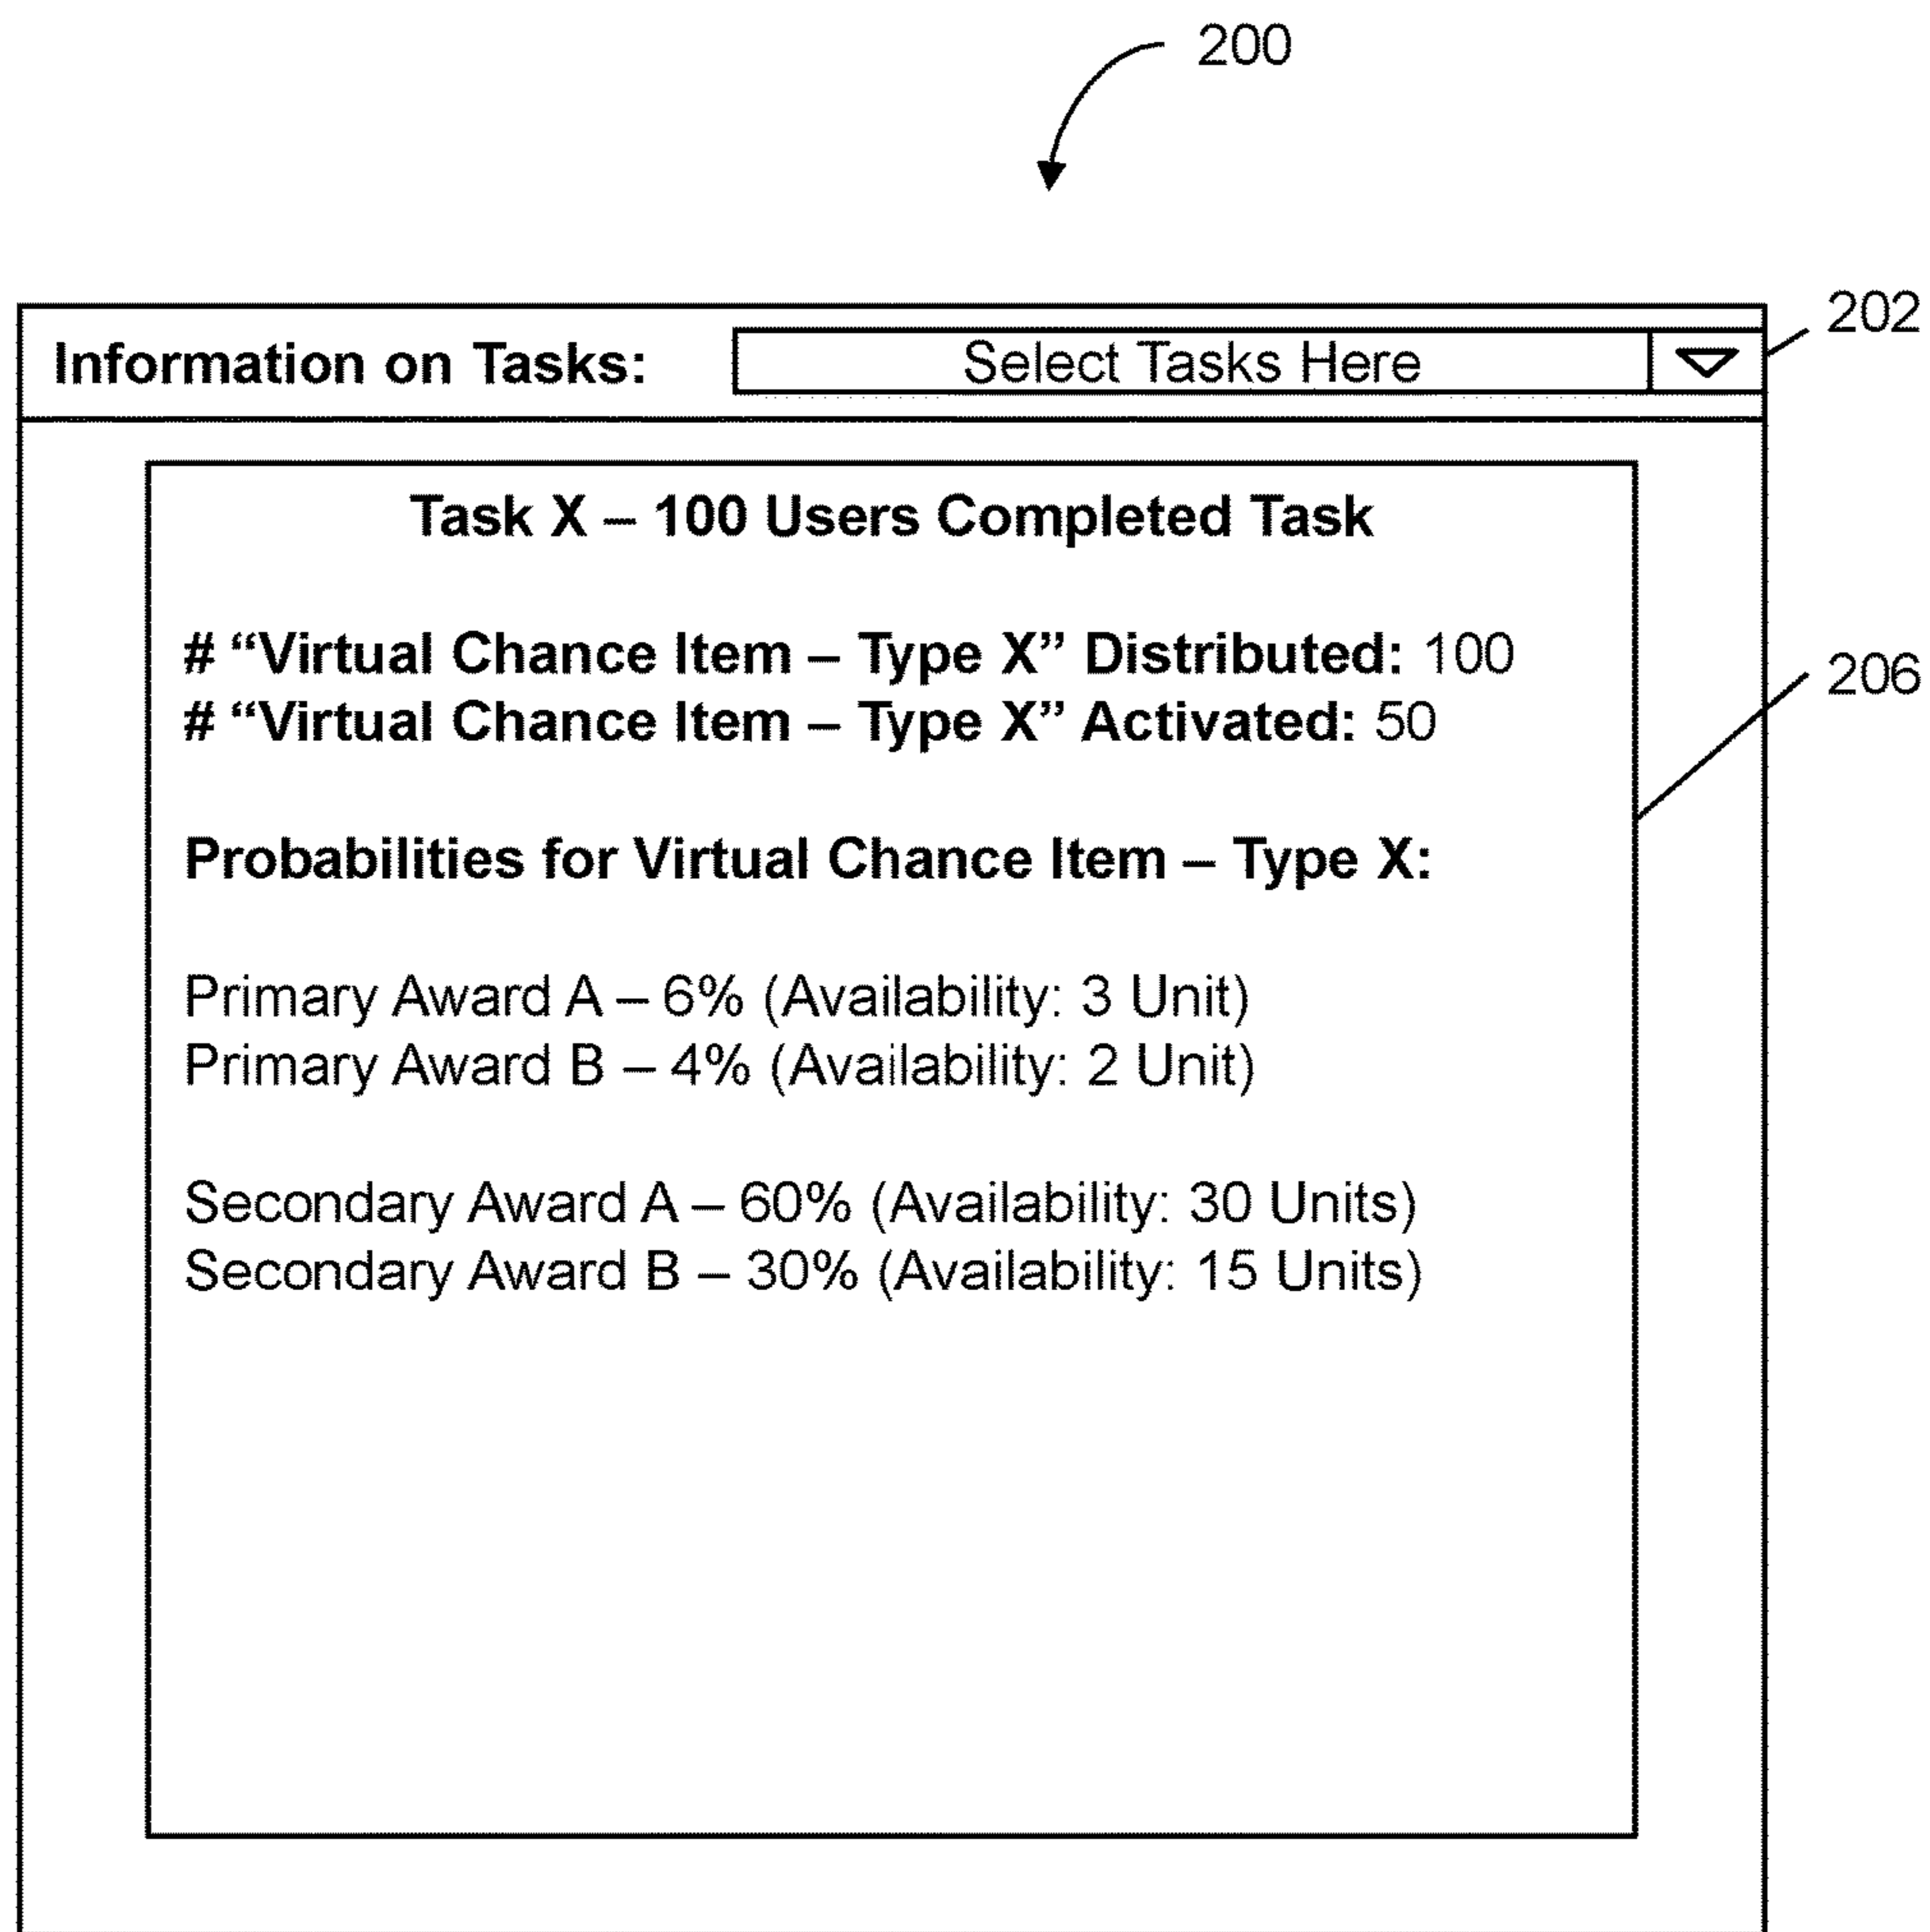 200
202
Information on Tasks: Select Tasks Here
Task X – 100 Users Completed Task
# “Virtual Chance Item – Type X” Distributed: 100
206
# “Virtual Chance Item – Type X” Activated: 50
Probabilities for Virtual Chance Item – Type X:
Primary Award A – 6% (Availability: 3 Unit)
Primary Award B – 4% (Availability: 2 Unit)
Secondary Award A – 60% (Availability: 30 Units)
Secondary Award B – 30% (Availability: 15 Units)